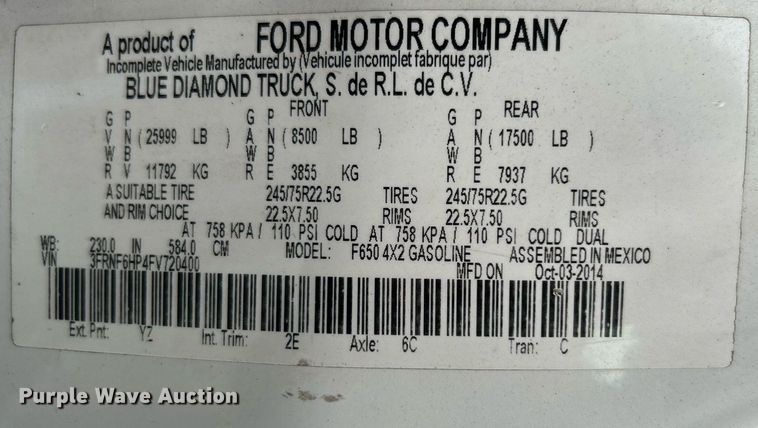 A product of FORD MOTOR COMPANY
Incomplete Vehicle Manufactured by (Vehicule incomplet fabrique par)
BLUE DIAMOND TRUCK, S. de R.L. de C.V.
FRONT REAR
G P G P G P
V N ( 25999 LB ) A N ( 8500 LB ) A N ( 17500 LB )
W B W B W B
R V 11792 KG R E 3855 KG R E 7937 KG
A SUITABLE TIRE 245/75R22.5G TIRES 245/75R22.5G TIRES
AND RIM CHOICE 22.5X7.50 RIMS 22.5X7.50 RIMS
AT 758 KPA / 110 PSI COLD AT 758 KPA / 110 PSI COLD DUAL
WB: 230.0 IN 584.0 CM MODEL: F650 4X2 GASOLINE ASSEMBLED IN MEXICO
VIN 3FRNF6HP4FV720400 MFD ON Oct-03-2014
Ext. Pnt: YZ Int. Trim: 2E Axle: 6C Tran: C
Purple Wave Auction